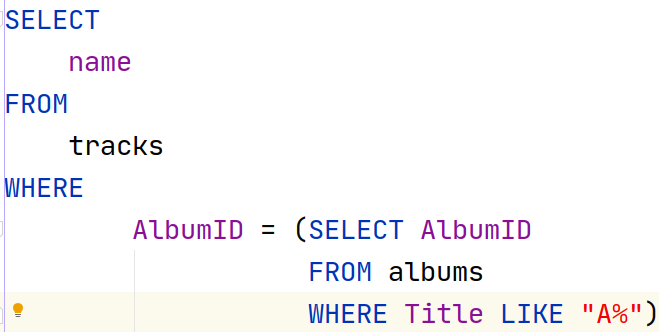 SELECT
name
FROM
tracks
WHERE
AlbumID = (SELECT AlbumID
FROM albums
WHERE Title LIKE "A%")